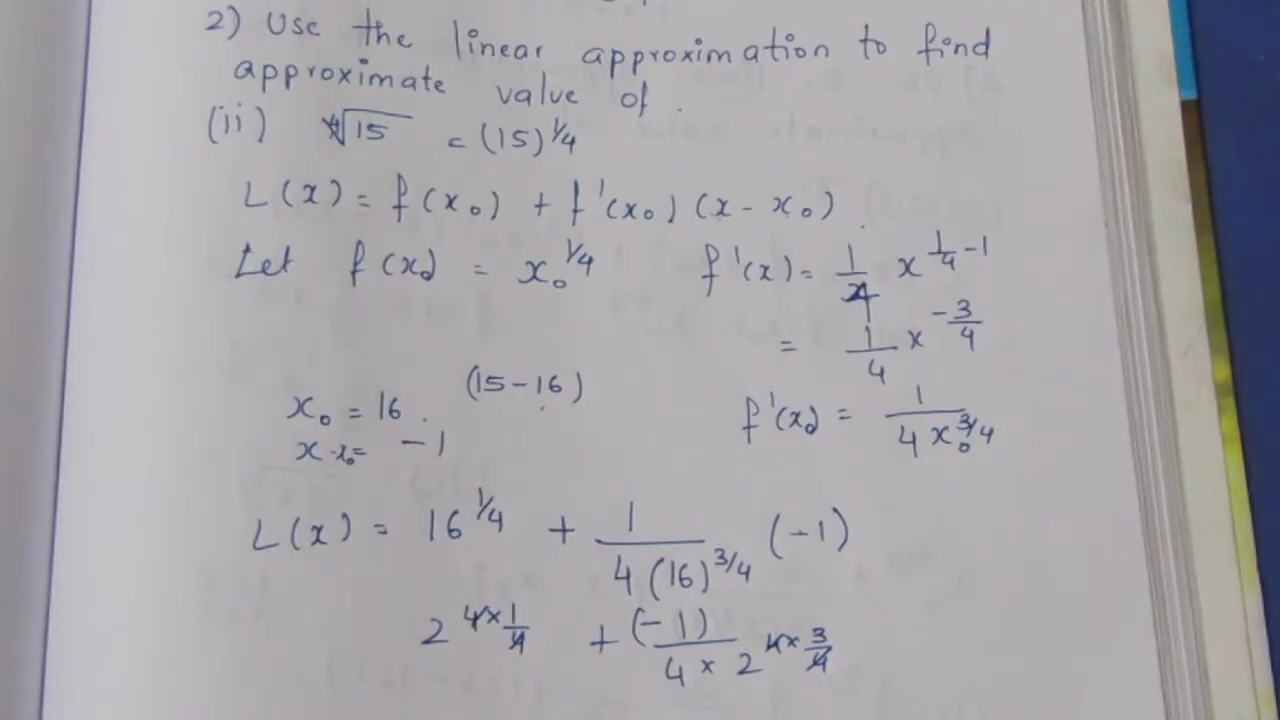 2) Use the linear approximation to find
approximate value of
(ii) ∜15 = (15)^1/4
L(x) = f(x₀) + f'(x₀) (x - x₀)
Let f(x₀) = x₀^1/4 f'(x) = 1/4 x^(1/4 - 1)
= 1/4 x^(-3/4)
x₀ = 16 (15-16) f'(x₀) = 1/(4 x₀^3/4)
x-x₀ = -1
L(x) = 16^1/4 + 1/(4(16)^3/4) (-1)
2^(4×1/4) + (-1)/(4 × 2^(4×3/4))